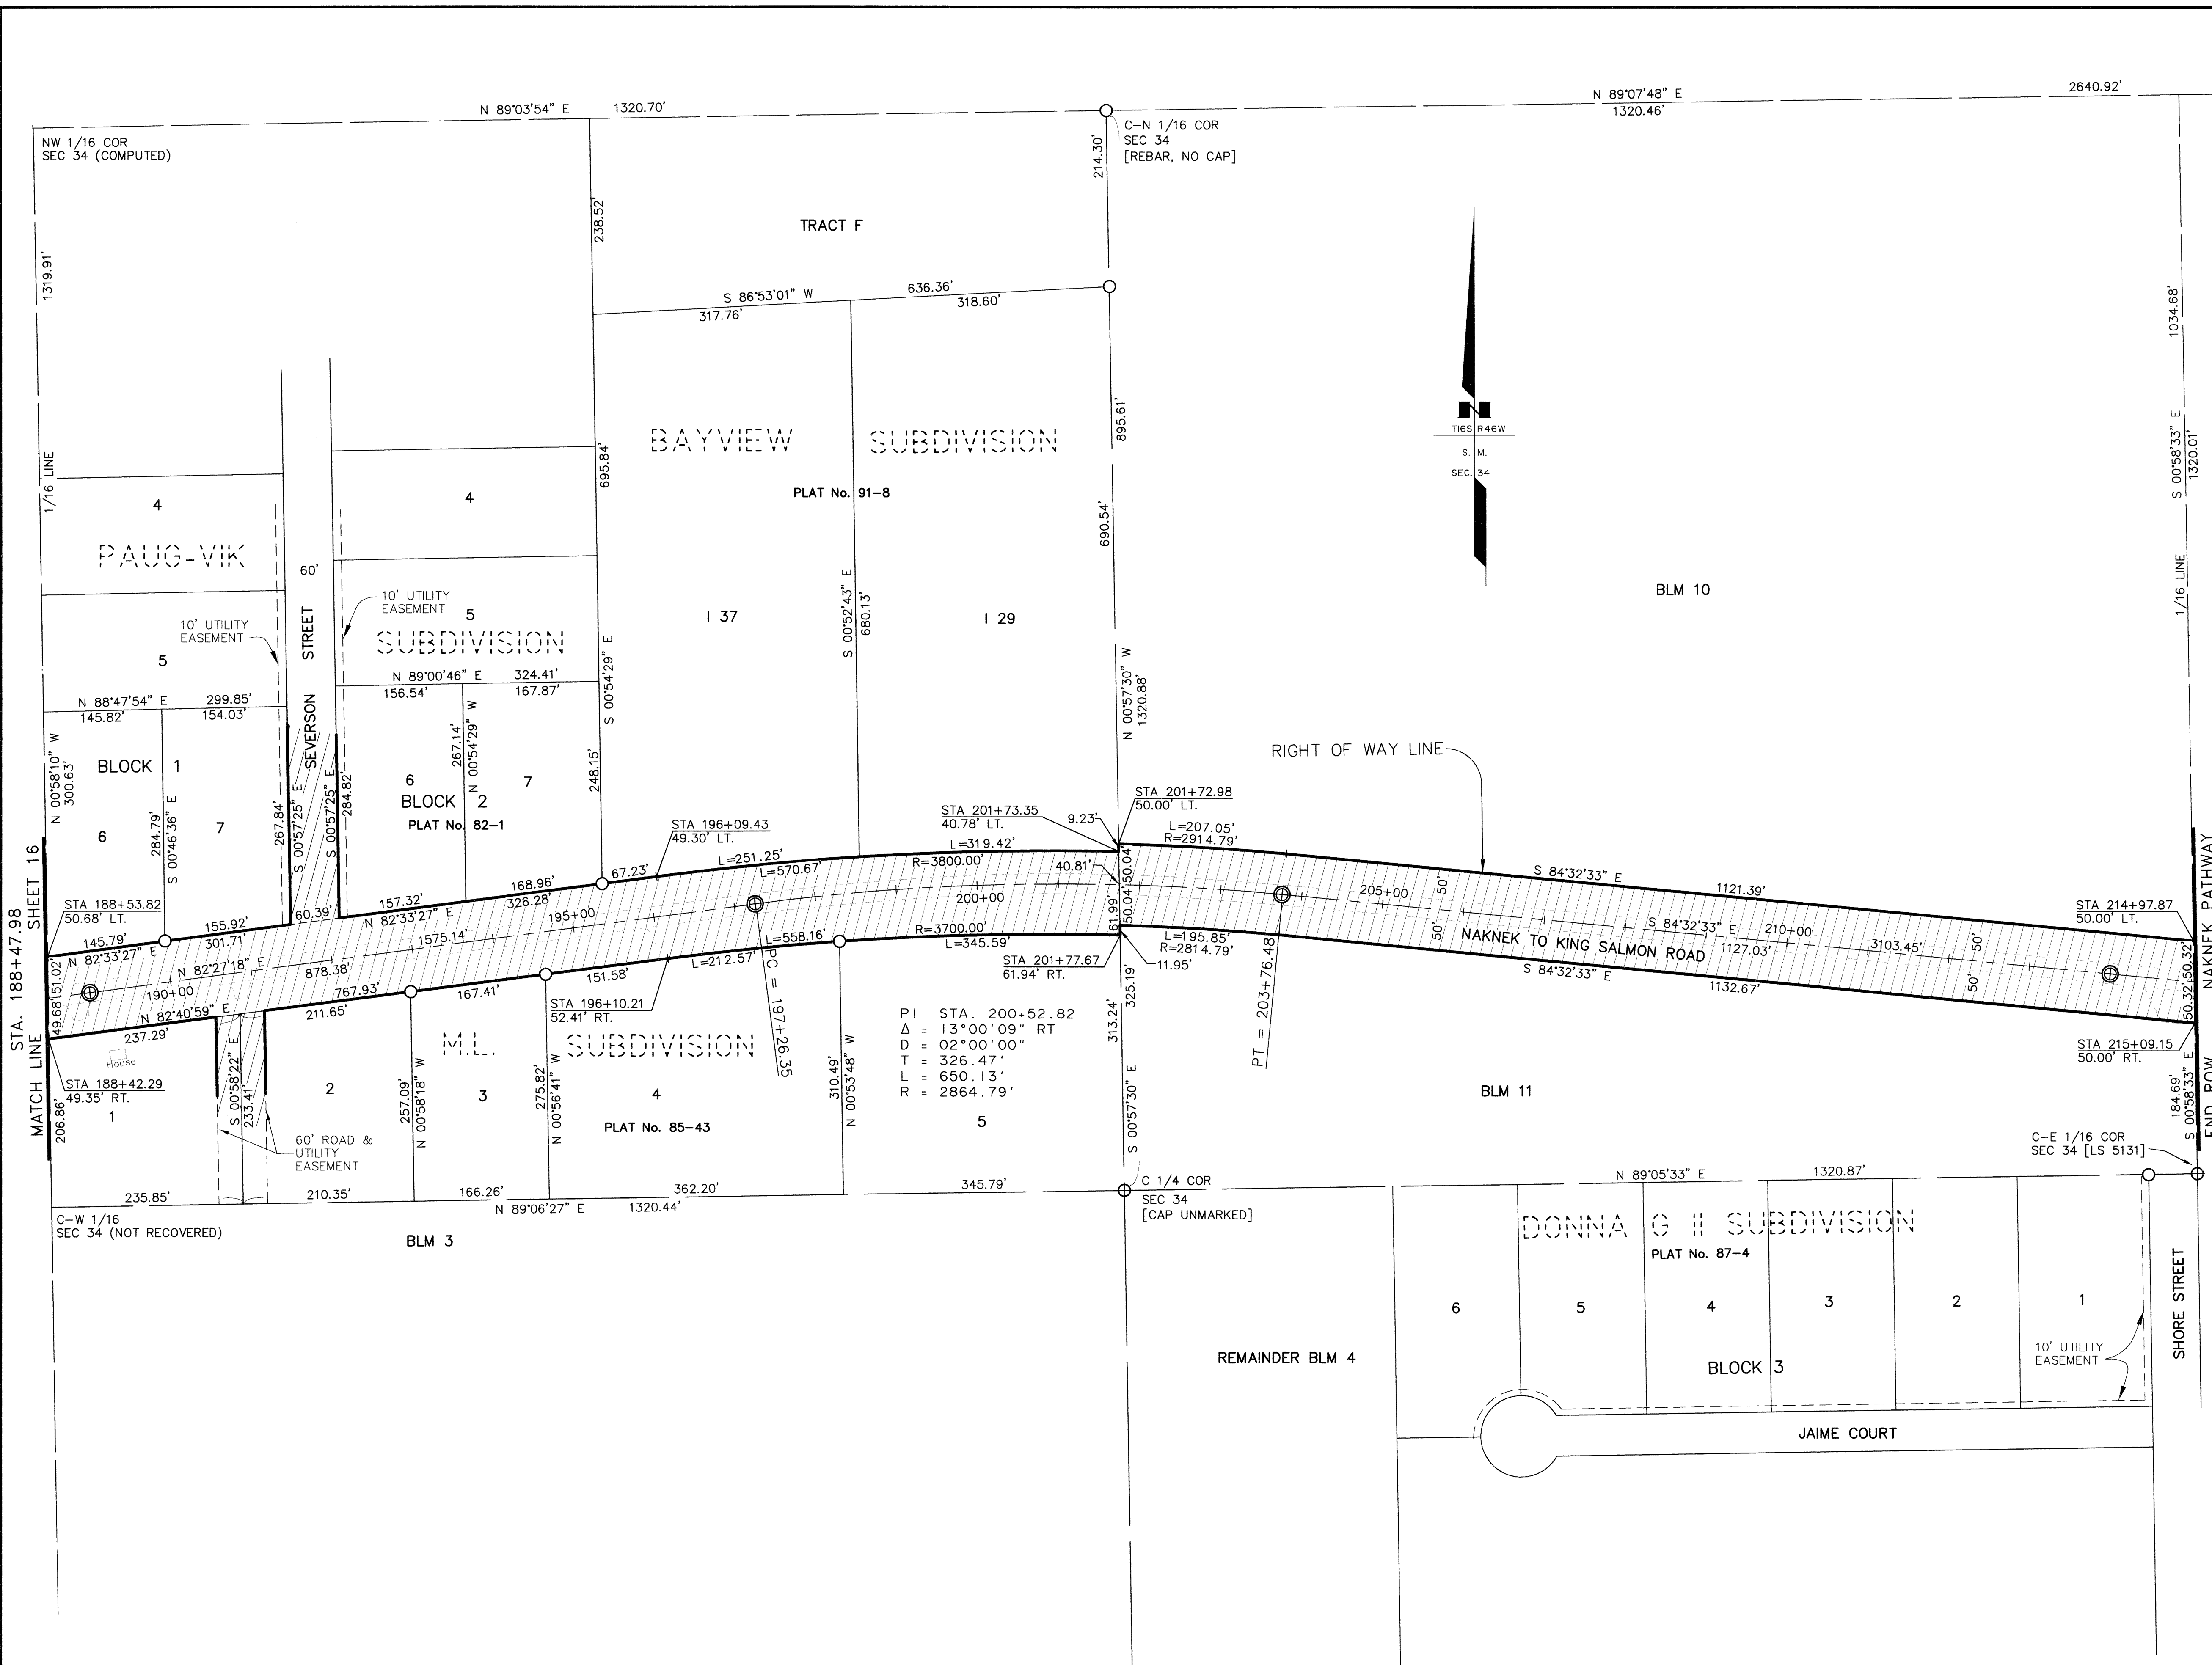 N 89°03'54" E 1320.70'
N 89°07'48" E
1320.46'
2640.92'
NW 1/16 COR
SEC 34 (COMPUTED)
C-N 1/16 COR
SEC 34
[REBAR, NO CAP]
214.30'
238.52'
TRACT F
1319.91'
1034.68'
S 86°53'01" W 636.36'
317.76'
318.60'
T16S R46W
S. M.
SEC. 34
1/16 LINE
695.84'
895.61'
S 00°58'33" E
1320.01'
BAYVIEW SUBDIVISION
PLAT No. 91-8
690.54'
4
4
PAUG-VIK
60'
10' UTILITY
EASEMENT
5
SUBDIVISION
10' UTILITY
EASEMENT
5
SEVERSON STREET
I 37
S 00°52'43" E
680.13'
I 29
BLM 10
1/16 LINE
N 88°47'54" E 299.85'
145.82'
154.03'
N 89°00'46" E 324.41'
156.54'
167.87'
S 00°54'29" E
N 00°57'30" W
1320.88'
N 00°58'10" W
300.63'
BLOCK 1
6
7
284.79'
S 00°46'36" E
267.84'
S 00°57'25" E
S 00°57'25" E
284.82'
267.14'
N 00°54'29" W
6
7
BLOCK 2
PLAT No. 82-1
248.15'
RIGHT OF WAY LINE
STA 196+09.43
49.30' LT.
STA 201+73.35
40.78' LT.
9.23'
STA 201+72.98
50.00' LT.
STA. 188+47.98
MATCH LINE SHEET 16
STA 188+53.82
50.68' LT.
145.79'
155.92'
60.39'
157.32'
168.96'
67.23'
L=251.25'
L=319.42'
L=207.05'
R=2914.79'
N 82°33'27" E
301.71'
N 82°33'27" E
326.28'
L=570.67'
R=3800.00'
40.81'
50.04'
50.04'
61.99'
S 84°32'33" E
1121.39'
STA 214+97.87
50.00' LT.
51.02'
49.68'
N 82°27'18" E
1575.14'
878.38'
190+00
195+00
200+00
205+00
210+00
50'
50'
S 84°32'33" E
1127.03'
3103.45'
50'
50'
NAKNEK TO KING SALMON ROAD
50.32'
50.32'
N 82°40'59" E
767.93'
237.29'
211.65'
167.41'
151.58'
L=558.16'
L=212.57'
R=3700.00'
L=345.59'
L=195.85'
R=2814.79'
11.95'
S 84°32'33" E
1132.67'
STA 201+77.67
61.94' RT.
STA 196+10.21
52.41' RT.
PC = 197+26.35
PT = 203+76.48
STA 215+09.15
50.00' RT.
NAKNEK PATHWAY
END ROW
House
STA 188+42.29
49.35' RT.
1
206.86'
S 00°58'22" E
233.41'
60' ROAD &
UTILITY
EASEMENT
2
257.09'
N 00°58'18" W
M.L. SUBDIVISION
3
275.82'
N 00°56'41" W
4
PLAT No. 85-43
310.49'
N 00°53'48" W
PI STA. 200+52.82
Δ = 13°00'09" RT
D = 02°00'00"
T = 326.47'
L = 650.13'
R = 2864.79'
5
313.24'
325.19'
S 00°57'30" E
BLM 11
184.69'
S 00°58'33" E
C-E 1/16 COR
SEC 34 [LS 5131]
235.85'
210.35'
166.26'
362.20'
345.79'
N 89°06'27" E 1320.44'
C 1/4 COR
SEC 34
[CAP UNMARKED]
N 89°05'33" E 1320.87'
C-W 1/16
SEC 34 (NOT RECOVERED)
BLM 3
DONNA G II SUBDIVISION
PLAT No. 87-4
6
5
4
3
2
1
REMAINDER BLM 4
BLOCK 3
10' UTILITY
EASEMENT
SHORE STREET
JAIME COURT